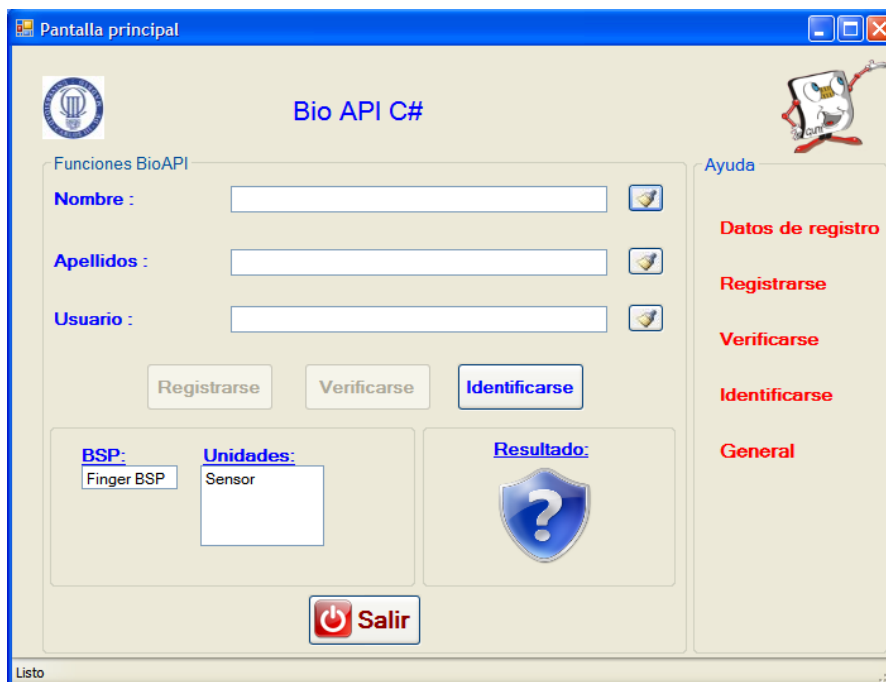 Pantalla principal
Bio API C#
Funciones BioAPI
Nombre :
Apellidos :
Usuario :
Registrarse
Verificarse
Identificarse
BSP:
Finger BSP
Unidades:
Sensor
Resultado:
?
Salir
Ayuda
Datos de registro
Registrarse
Verificarse
Identificarse
General
Listo